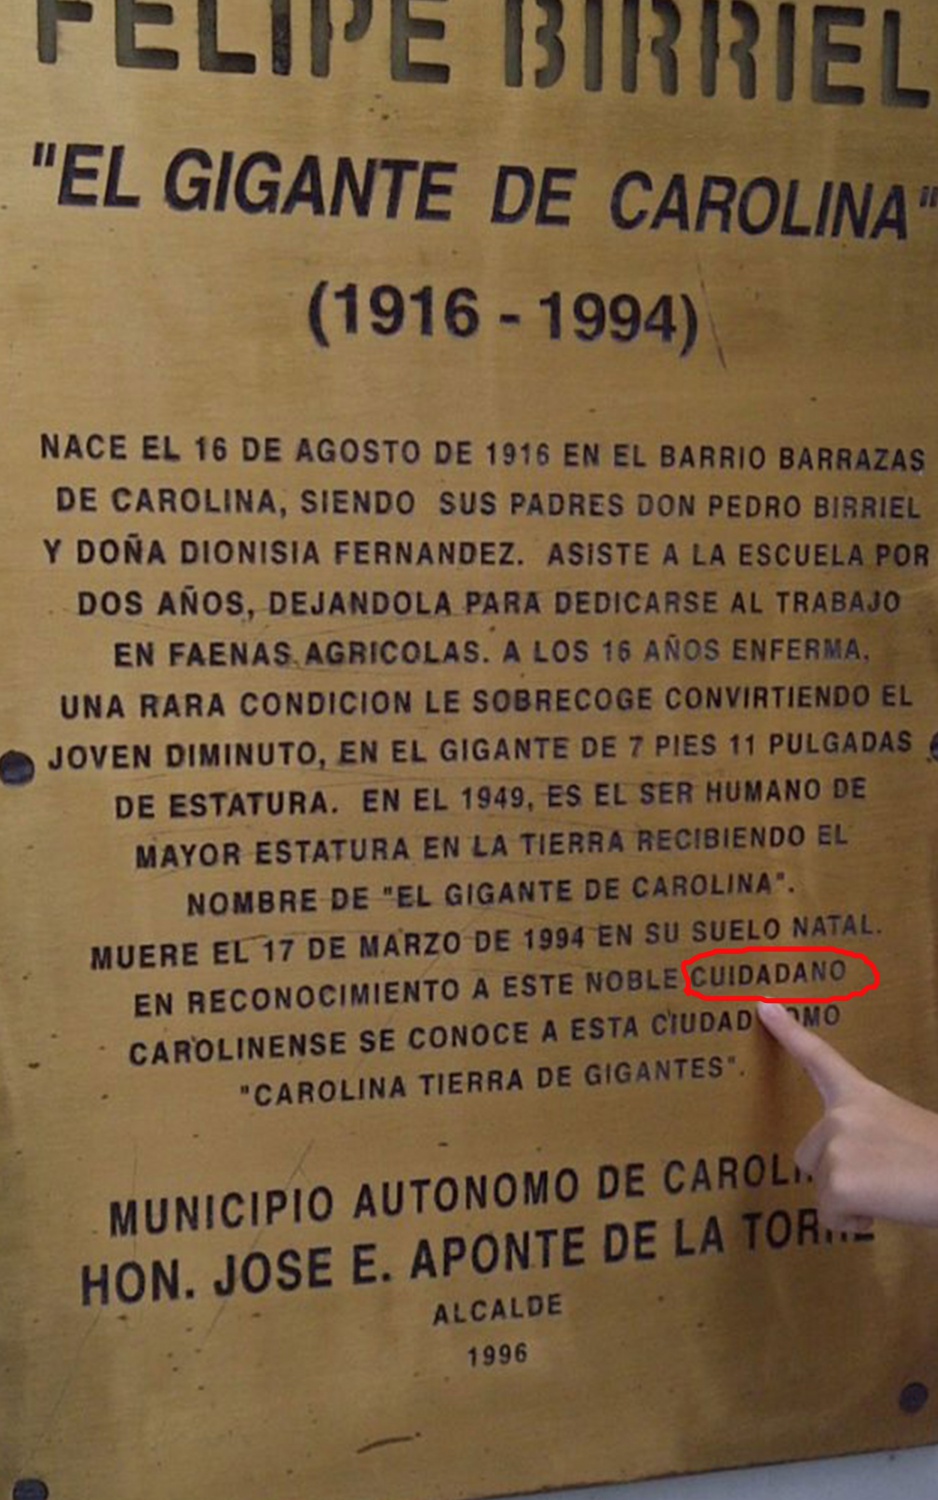 FELIPE BIRRIEL
"EL GIGANTE DE CAROLINA"
(1916 - 1994)
NACE EL 16 DE AGOSTO DE 1916 EN EL BARRIO BARRAZAS
DE CAROLINA, SIENDO SUS PADRES DON PEDRO BIRRIEL
Y DOÑA DIONISIA FERNANDEZ. ASISTE A LA ESCUELA POR
DOS AÑOS, DEJANDOLA PARA DEDICARSE AL TRABAJO
EN FAENAS AGRICOLAS. A LOS 16 AÑOS ENFERMA,
UNA RARA CONDICION LE SOBRECOGE CONVIRTIENDO EL
JOVEN DIMINUTO, EN EL GIGANTE DE 7 PIES 11 PULGADAS
DE ESTATURA. EN EL 1949, ES EL SER HUMANO DE
MAYOR ESTATURA EN LA TIERRA RECIBIENDO EL
NOMBRE DE "EL GIGANTE DE CAROLINA".
MUERE EL 17 DE MARZO DE 1994 EN SU SUELO NATAL.
EN RECONOCIMIENTO A ESTE NOBLE CUIDADANO
CAROLINENSE SE CONOCE A ESTA CIUDAD COMO
"CAROLINA TIERRA DE GIGANTES".
MUNICIPIO AUTONOMO DE CAROLINA
HON. JOSE E. APONTE DE LA TORRE
ALCALDE
1996